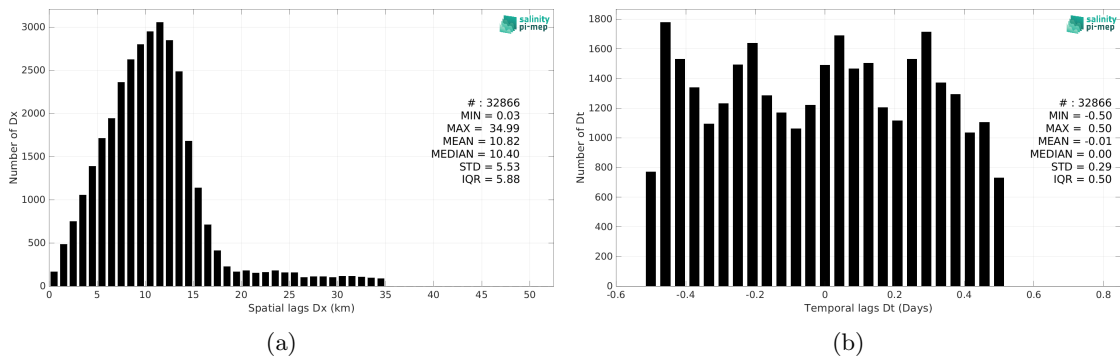 3000
2500
2000
1500
1000
500
0
0 5 10 15 20 25 30 35 40 45 50
Number of Dx
Spatial lags Dx (km)
salinity
pi-mep
# : 32866
MIN = 0.03
MAX = 34.99
MEAN = 10.82
MEDIAN = 10.40
STD = 5.53
IQR = 5.88
(a)
1800
1600
1400
1200
1000
800
600
400
200
0
-0.6 -0.4 -0.2 0 0.2 0.4 0.6 0.8
Number of Dt
Temporal lags Dt (Days)
salinity
pi-mep
# : 32866
MIN = -0.50
MAX = 0.50
MEAN = -0.01
MEDIAN = 0.00
STD = 0.29
IQR = 0.50
(b)